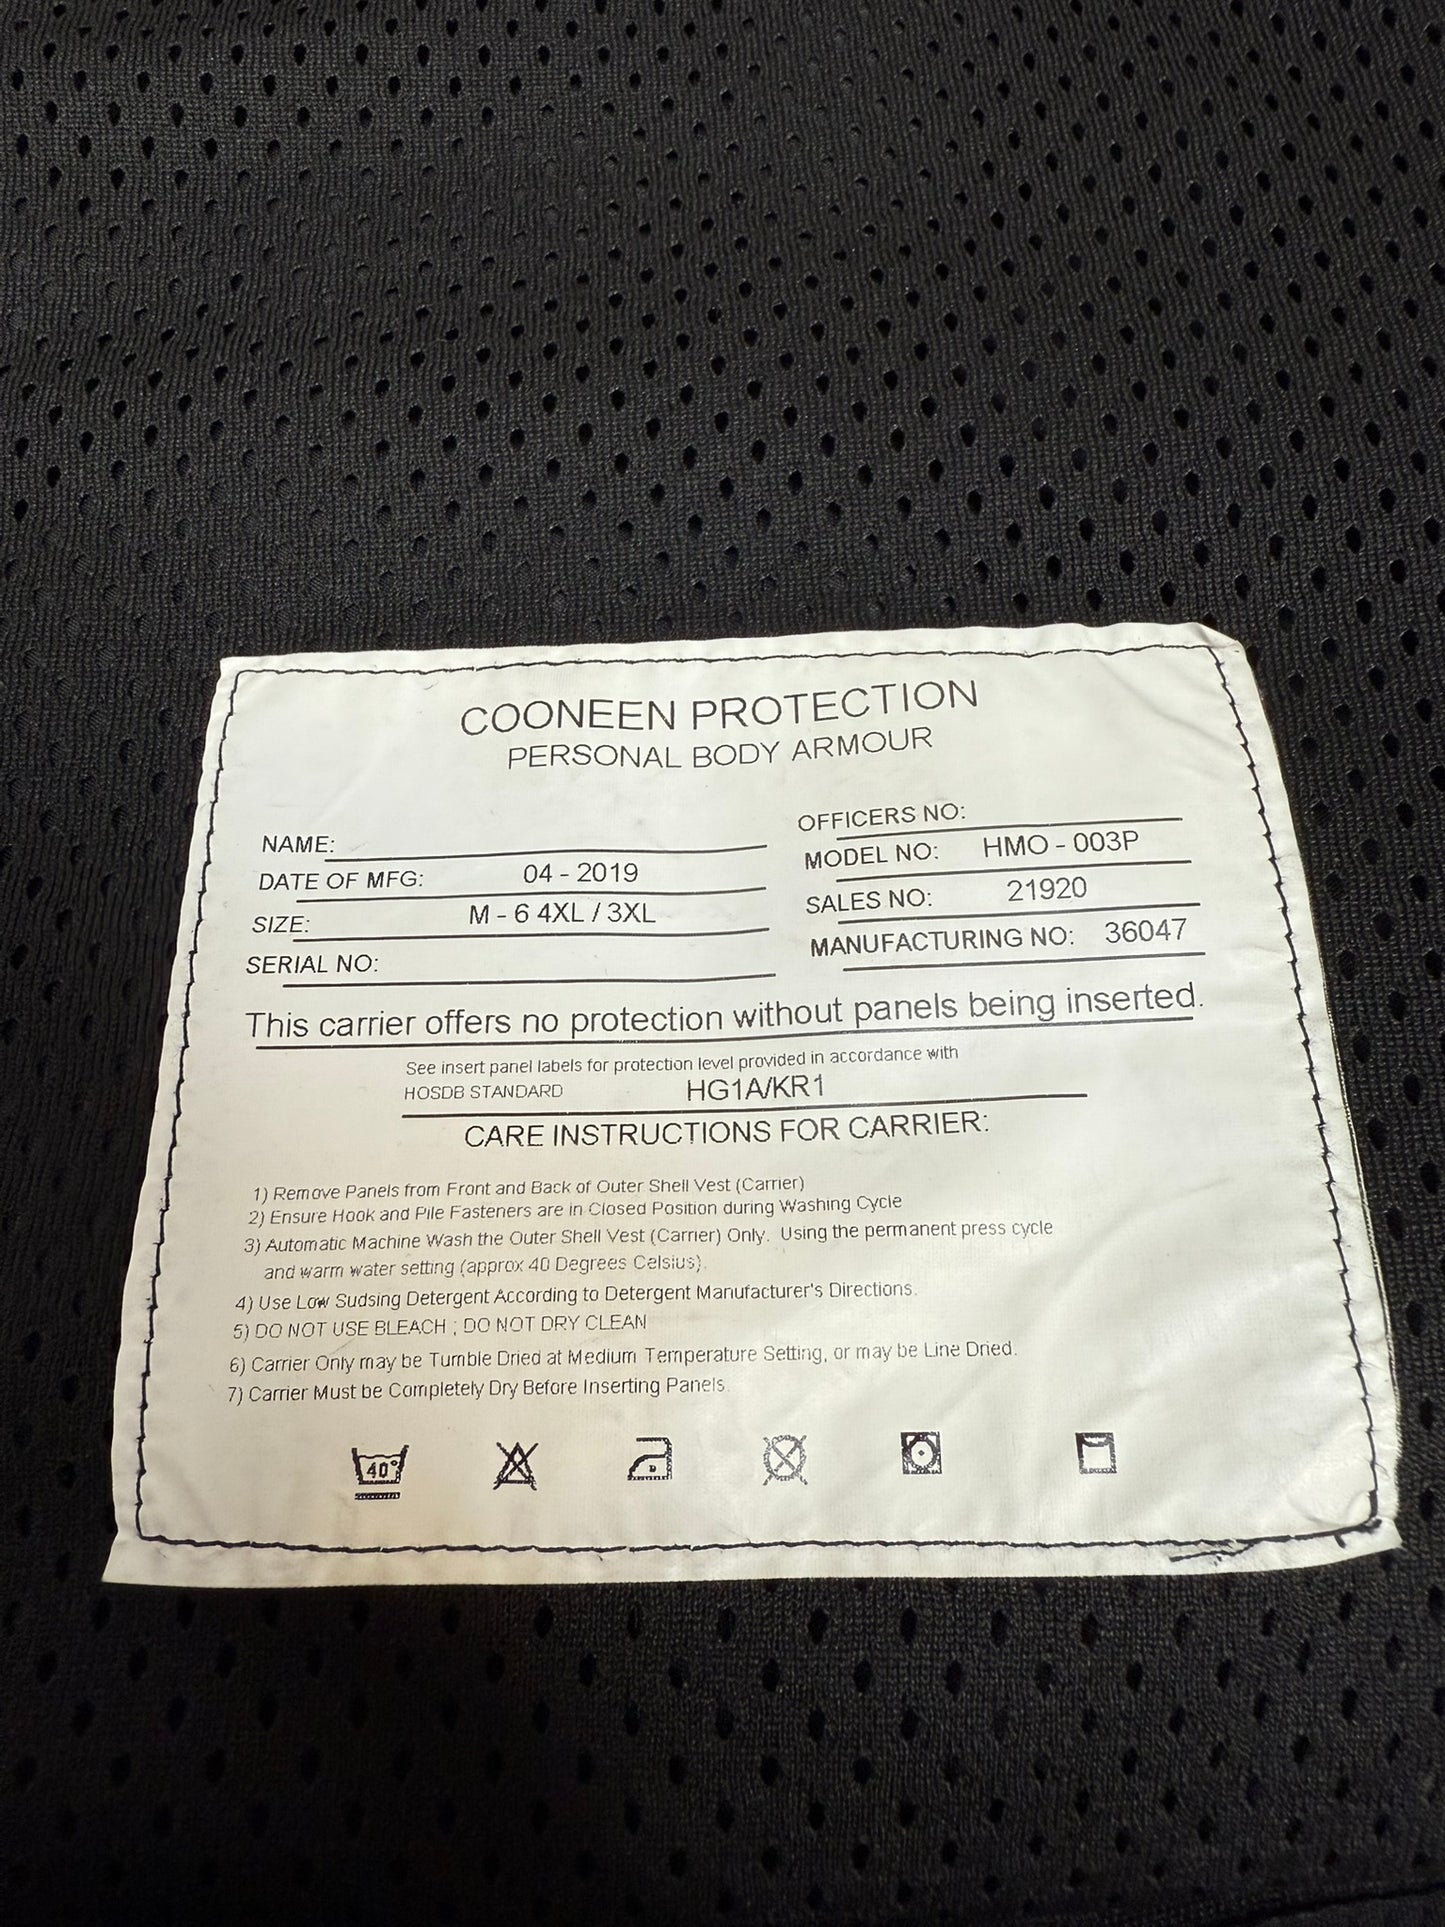 COONEEN PROTECTION
PERSONAL BODY ARMOUR
NAME:
DATE OF MFG: 04 - 2019
SIZE: M - 6 4XL / 3XL
SERIAL NO:
OFFICERS NO:
MODEL NO: HMO - 003P
SALES NO: 21920
MANUFACTURING NO: 36047
This carrier offers no protection without panels being inserted.
See insert panel labels for protection level provided in accordance with
HOSDB STANDARD HG1A/KR1
CARE INSTRUCTIONS FOR CARRIER:
1) Remove Panels from Front and Back of Outer Shell Vest (Carrier)
2) Ensure Hook and Pile Fasteners are in Closed Position during Washing Cycle
3) Automatic Machine Wash the Outer Shell Vest (Carrier) Only. Using the permanent press cycle
and warm water setting (approx 40 Degrees Celsius).
4) Use Low Sudsing Detergent According to Detergent Manufacturer's Directions.
5) DO NOT USE BLEACH ; DO NOT DRY CLEAN
6) Carrier Only may be Tumble Dried at Medium Temperature Setting, or may be Line Dried.
7) Carrier Must be Completely Dry Before Inserting Panels.
40°